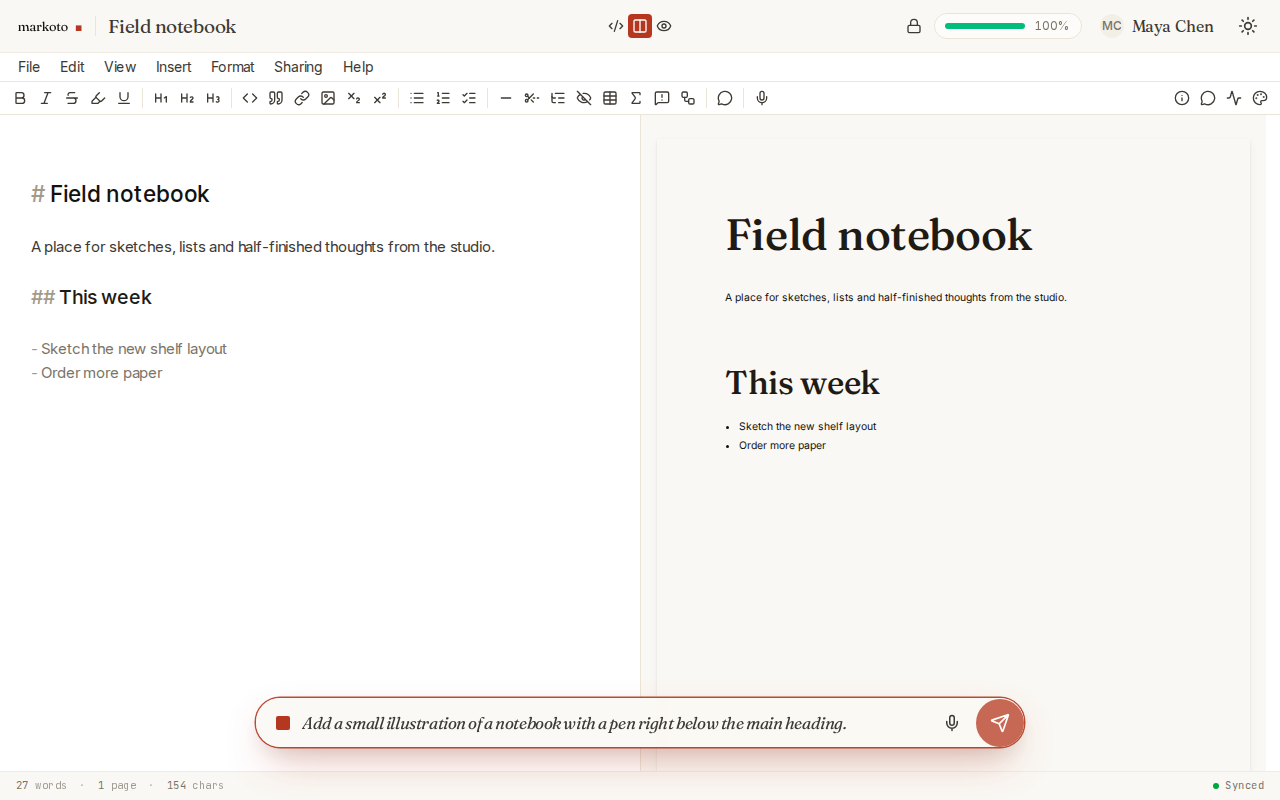 markoto
Field notebook
100%
MC
Maya Chen
File Edit View Insert Format Sharing Help
H1 H2 H3
X2 X2
# Field notebook
A place for sketches, lists and half-finished thoughts from the studio.
## This week
- Sketch the new shelf layout
- Order more paper
Field notebook
A place for sketches, lists and half-finished thoughts from the studio.
This week
• Sketch the new shelf layout
• Order more paper
Add a small illustration of a notebook with a pen right below the main heading.
27 words · 1 page · 154 chars
Synced